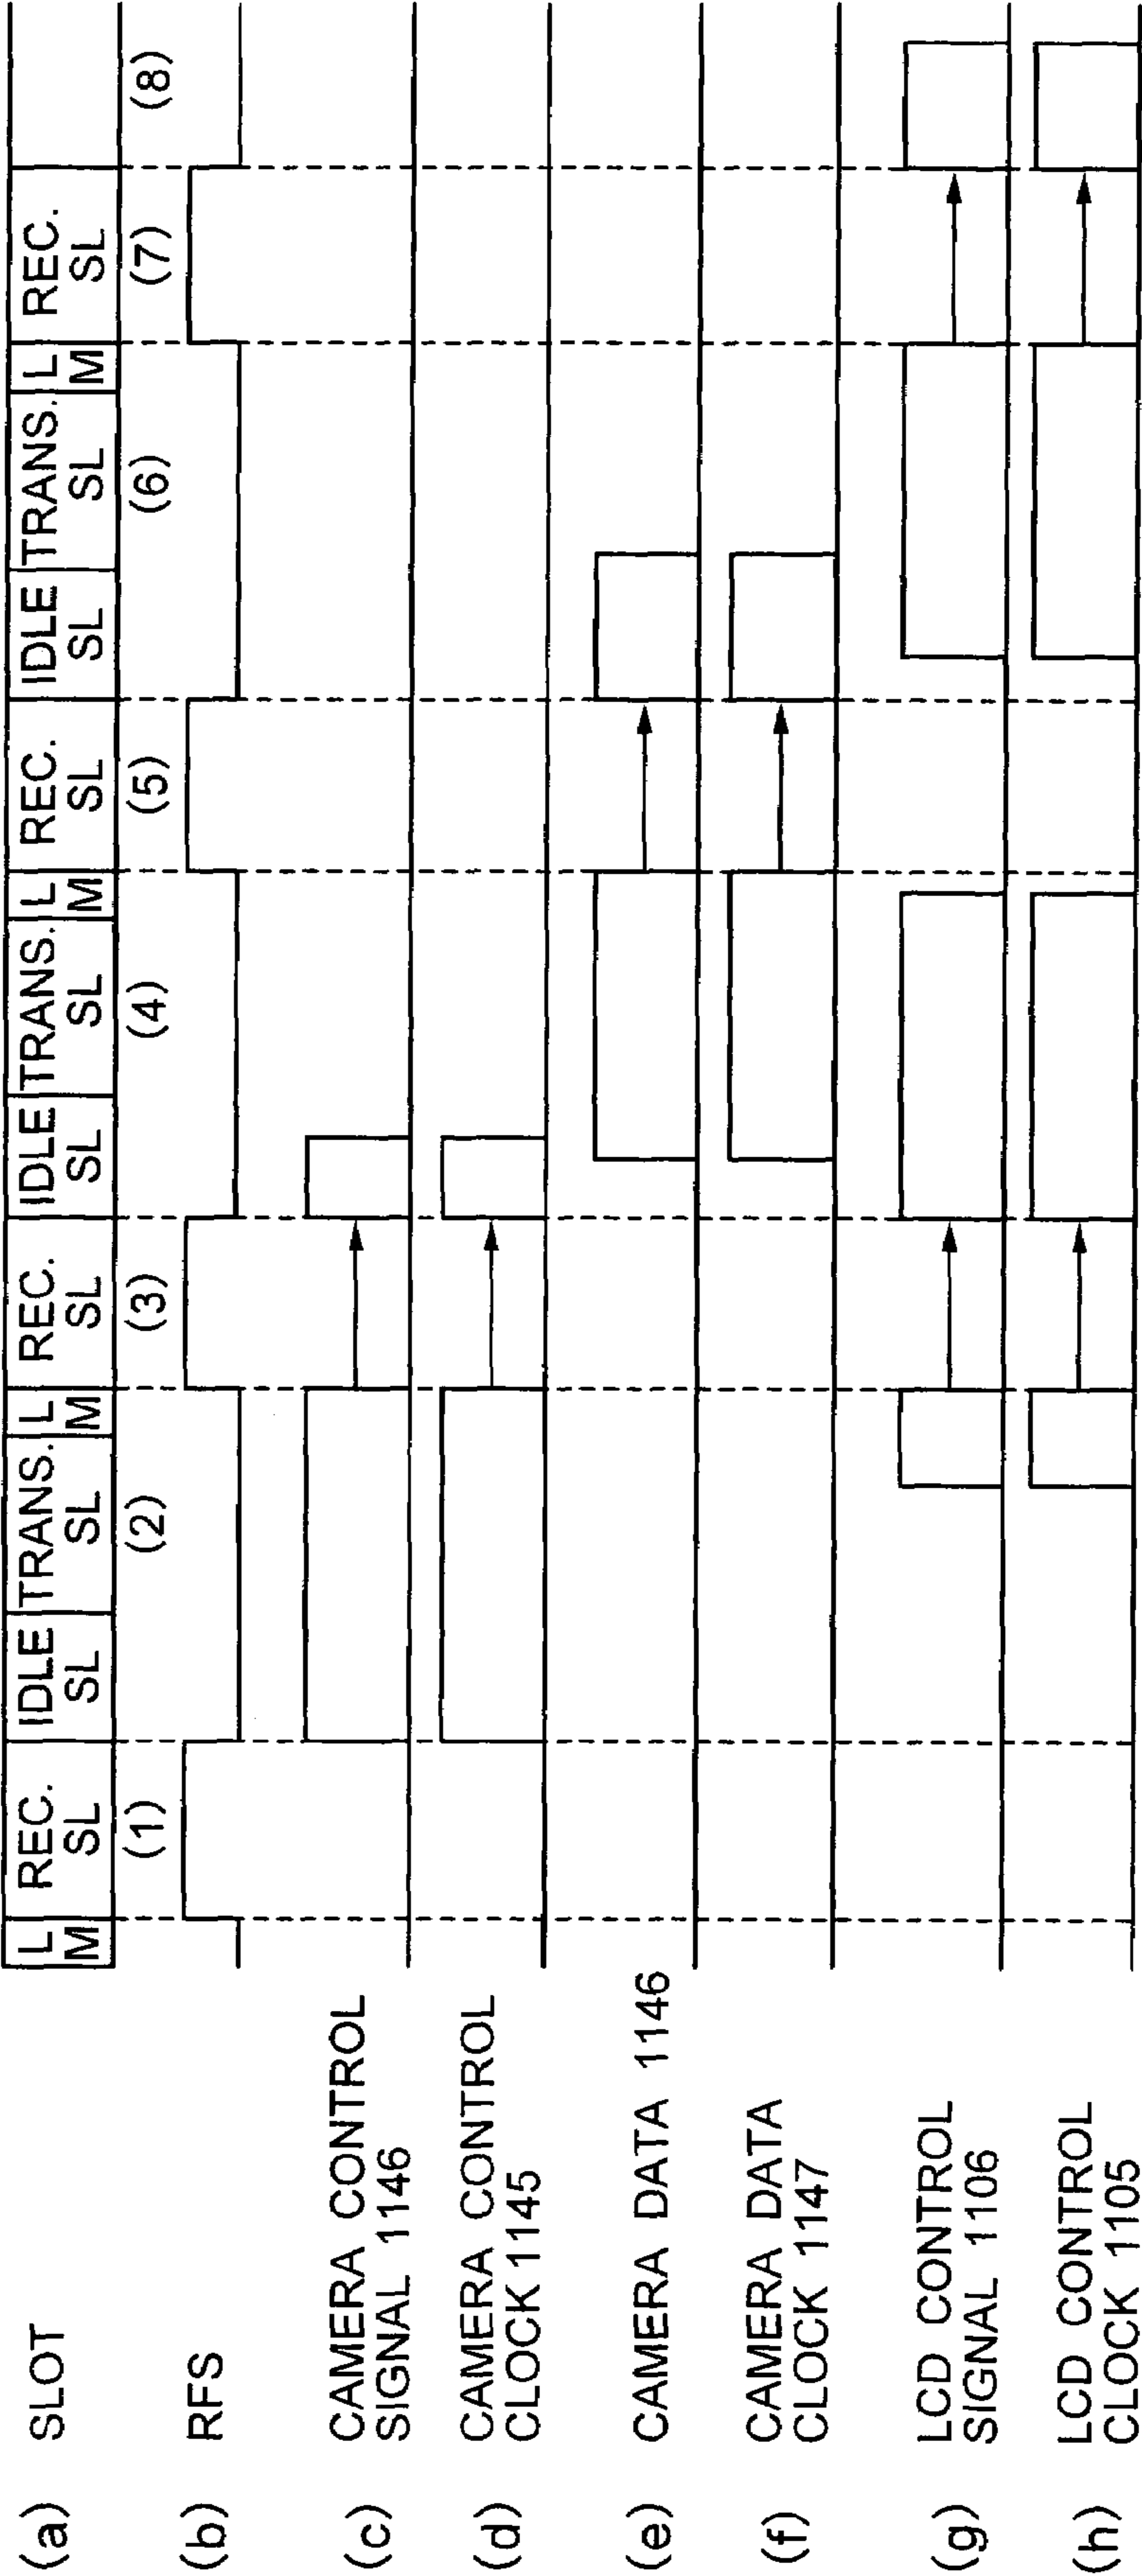 (a) SLOT
L REC. IDLE TRANS. L REC. IDLE TRANS. L REC. IDLE TRANS. L REC.
M SL SL SL M SL SL SL M SL SL SL M SL
(1) (2) (3) (4) (5) (6) (7) (8)
(b) RFS
(c) CAMERA CONTROL
SIGNAL 1146
(d) CAMERA CONTROL
CLOCK 1145
(e) CAMERA DATA 1146
(f) CAMERA DATA
CLOCK 1147
(g) LCD CONTROL
SIGNAL 1106
(h) LCD CONTROL
CLOCK 1105